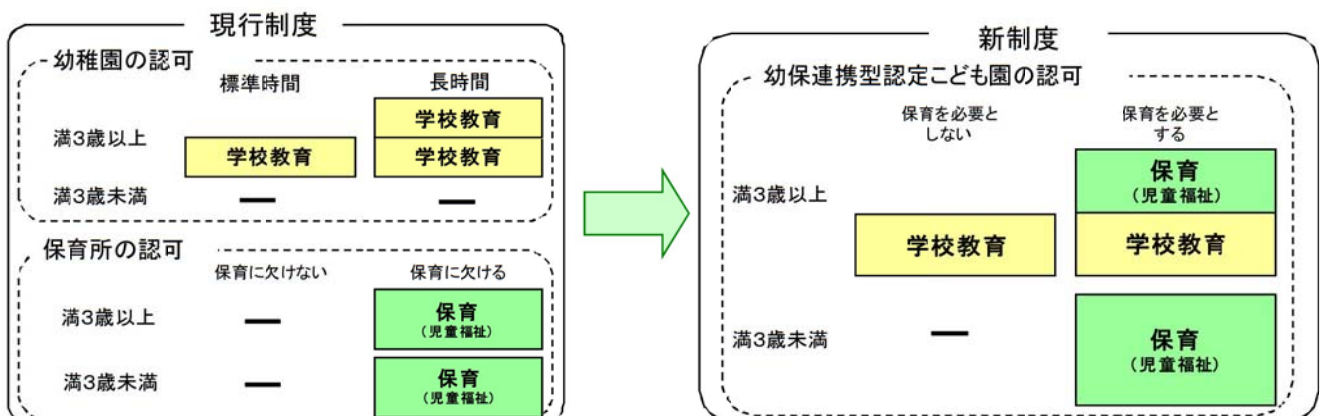 現行制度
幼稚園の認可
標準時間 長時間
学校教育
満3歳以上
学校教育 学校教育
満3歳未満 ー ー
保育所の認可
保育に欠けない 保育に欠ける
満3歳以上 ー 保育
(児童福祉)
満3歳未満 ー 保育
(児童福祉)
新制度
幼保連携型認定こども園の認可
保育を必要と
しない
保育を必要と
する
保育
(児童福祉)
満3歳以上
学校教育 学校教育
満3歳未満 ー 保育
(児童福祉)